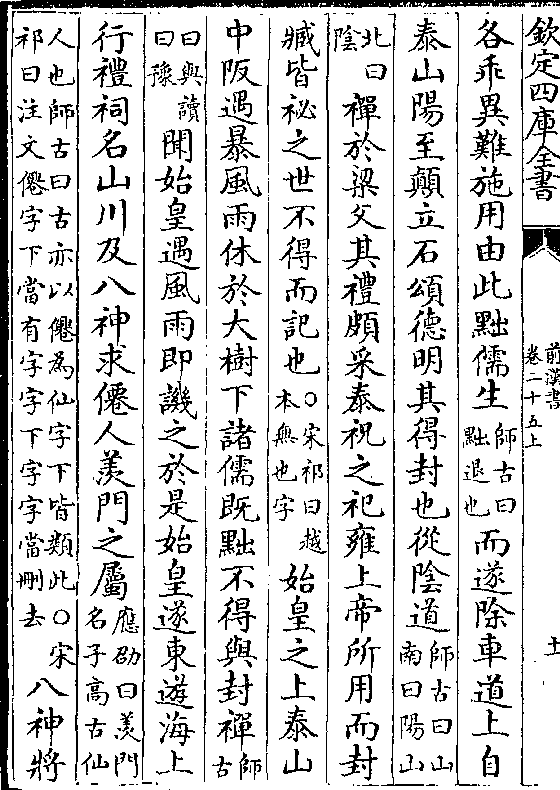 欽定四庫全書
前漢書
卷二十五上
十
各乖異難施用由此黜儒生師古曰黜退也而遂除車道上自
泰山陽至顛立石頌德明其得封也從陰道師古曰山南曰陽山
北曰陰禪於梁父其禮頗采泰祝之祀雍上帝所用而封
臧皆祕之世不得而記也○宋祁曰越本無也字始皇之上泰山
中阪遇暴風雨休於大樹下諸儒既黜不得與封禪師古
曰與讀曰豫聞始皇遇風雨即譏之於是始皇遂東遊海上
行禮祠名山川及八神求僊人羨門之屬應劭曰羨門名子高古仙
人也師古曰古亦以僊為仙字下皆類此○宋祁曰注文僊字下當有字字下字字當刪去八神將